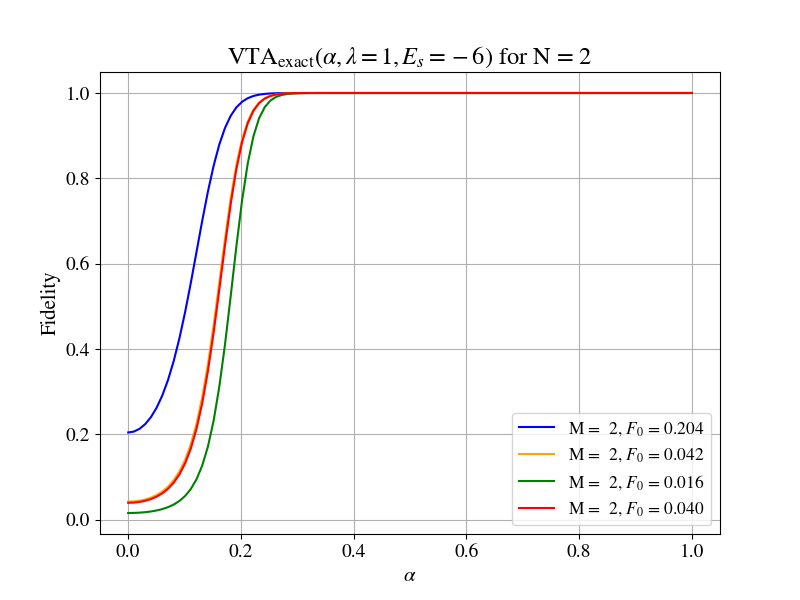 VTA_exact(α, λ = 1, E_s = −6) for N = 2
Fidelity
1.0
0.8
0.6
0.4
0.2
0.0
0.0 0.2 0.4 0.6 0.8 1.0
α
M = 2, F_0 = 0.204
M = 2, F_0 = 0.042
M = 2, F_0 = 0.016
M = 2, F_0 = 0.040